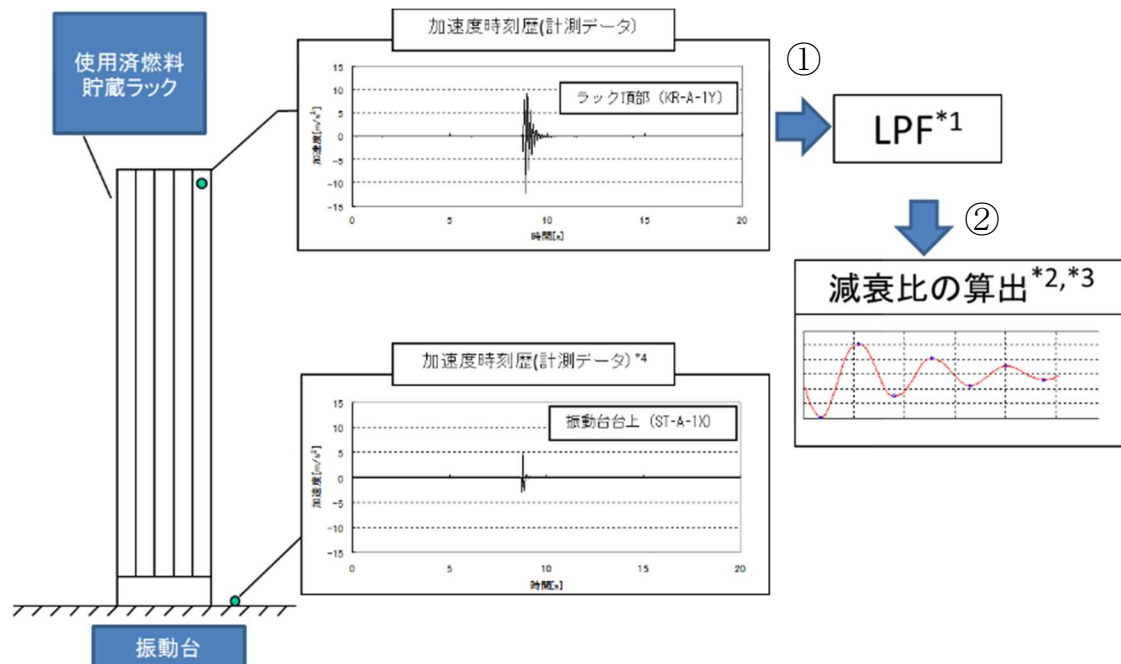 使用済燃料
貯蔵ラック
加速度時刻歴(計測データ)
15
10
5
0
-5
-10
-15
加速度[m/s²]
ラック頂部 (KR-A-1Y)
0
5
10
15
20
時間[s]
①
LPF*1
②
減衰比の算出*2,*3
加速度時刻歴(計測データ)*4
15
10
5
0
-5
-10
-15
加速度[m/s²]
振動台台上 (ST-A-1X)
0
5
10
15
20
時間[s]
振動台